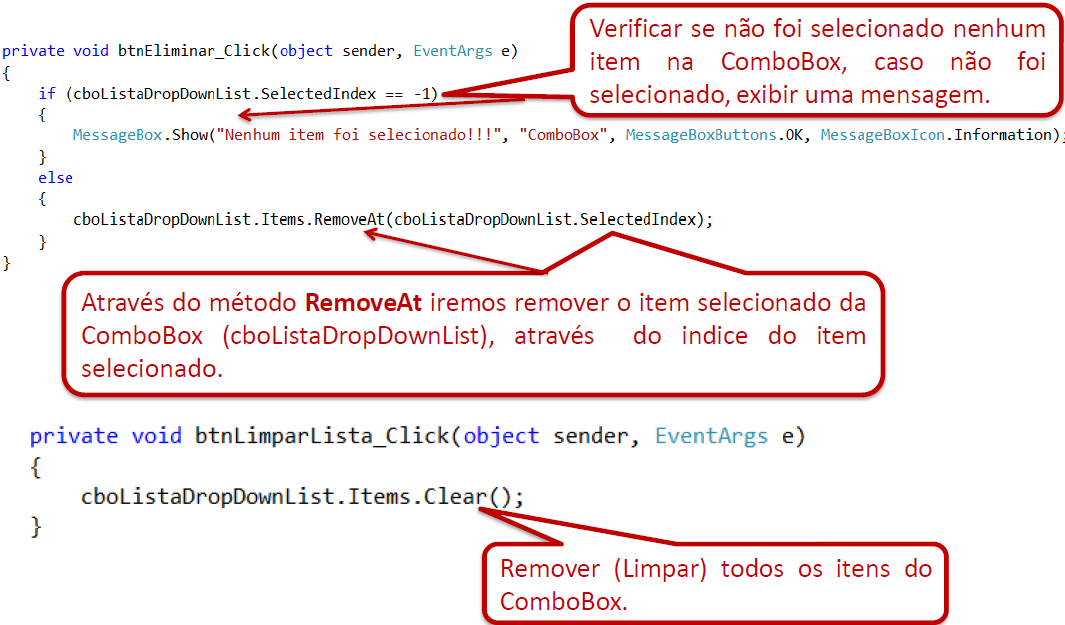 Verificar se não foi selecionado nenhum
item na ComboBox, caso não foi
selecionado, exibir uma mensagem.
private void btnEliminar_Click(object sender, EventArgs e)
{
if (cboListaDropDownList.SelectedIndex == -1)
{
MessageBox.Show("Nenhum item foi selecionado!!!", "ComboBox", MessageBoxButtons.OK, MessageBoxIcon.Information);
}
else
{
cboListaDropDownList.Items.RemoveAt(cboListaDropDownList.SelectedIndex);
}
}
Através do método RemoveAt iremos remover o item selecionado da
ComboBox (cboListaDropDownList), através do indice do item
selecionado.
private void btnLimparLista_Click(object sender, EventArgs e)
{
cboListaDropDownList.Items.Clear();
}
Remover (Limpar) todos os itens do
ComboBox.